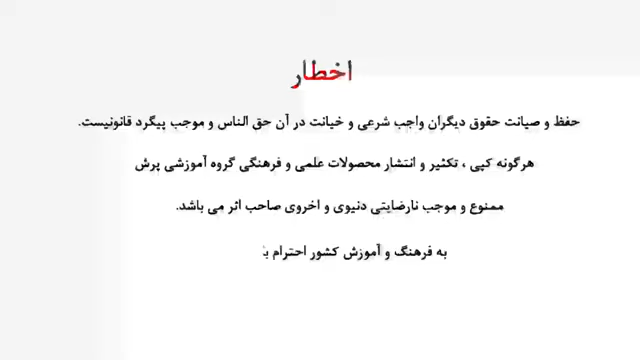 اخطار
حفظ و صیانت حقوق دیگران واجب شرعی و خیانت در آن حق الناس و موجب پیگرد قانونیست.
هرگونه کپی ، تکثیر و انتشار محصولات علمی و فرهنگی گروه آموزشی پرش
ممنوع و موجب نارضایتی دنیوی و اخروی صاحب اثر می باشد.
به فرهنگ و آموزش کشور احترام